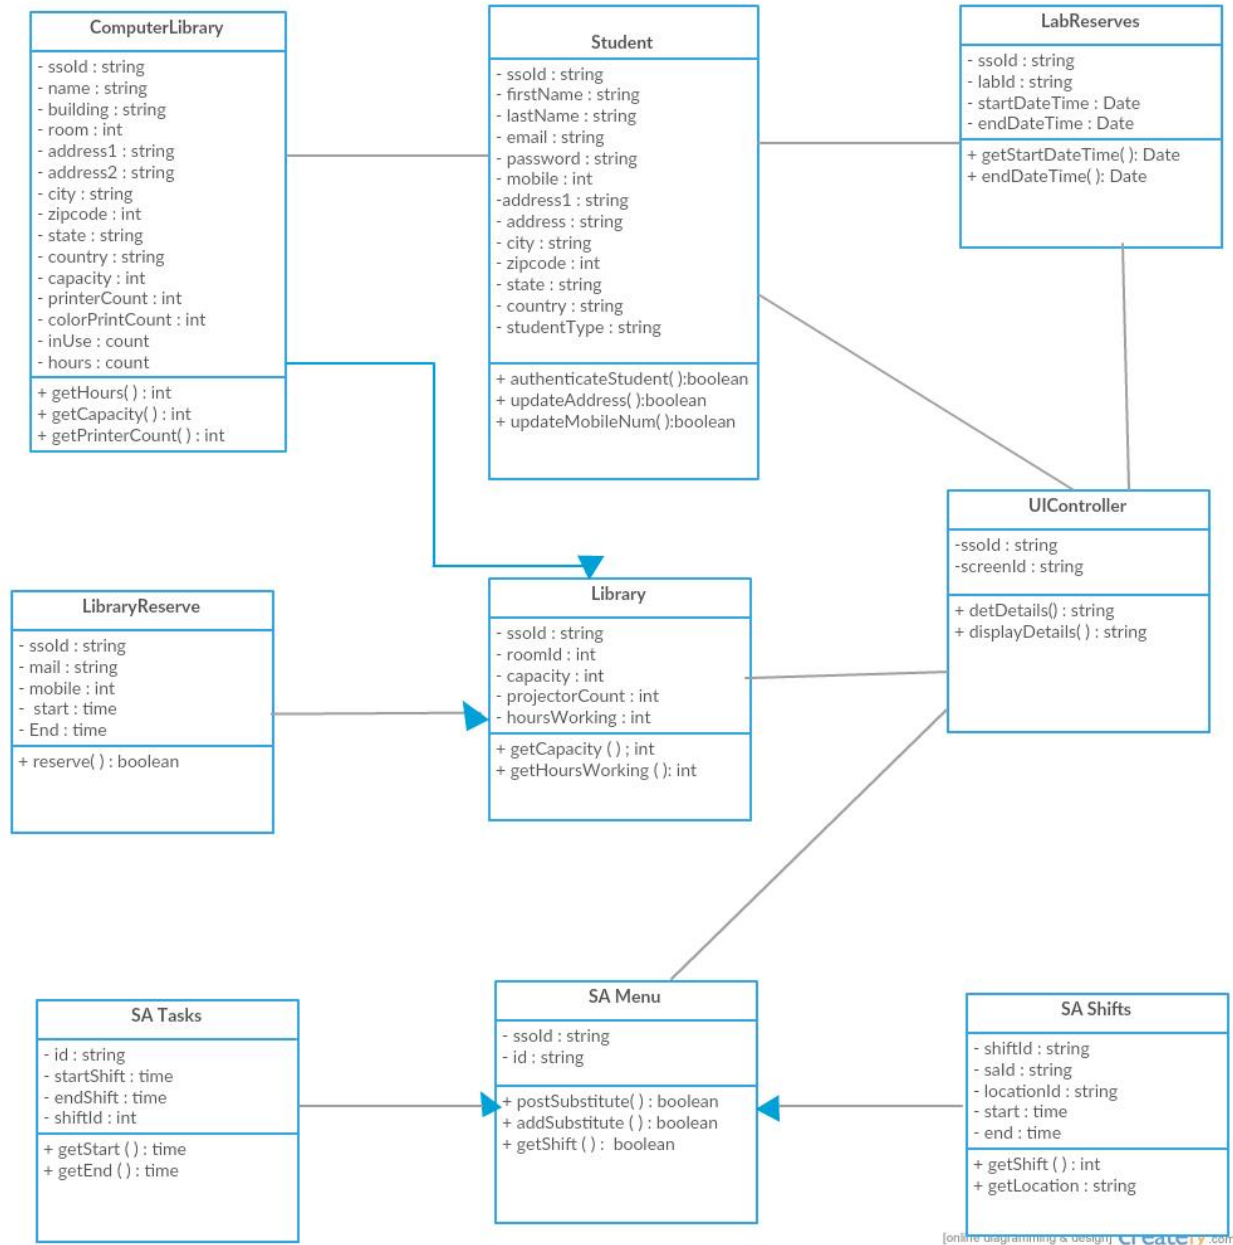 ComputerLibrary
- ssoId : string
- name : string
- building : string
- room : int
- address1 : string
- address2 : string
- city : string
- zipcode : int
- state : string
- country : string
- capacity : int
- printerCount : int
- colorPrintCount : int
- inUse : count
- hours : count
+ getHours( ) : int
+ getCapacity( ) : int
+ getPrinterCount( ) : int
Student
- ssoId : string
- firstName : string
- lastName : string
- email : string
- password : string
- mobile : int
-address1 : string
- address : string
- city : string
- zipcode : int
- state : string
- country : string
- studentType : string
+ authenticateStudent( ):boolean
+ updateAddress( ):boolean
+ updateMobileNum( ):boolean
LabReserves
- ssoId : string
- labId : string
- startDateTime : Date
- endDateTime : Date
+ getStartDateTime( ): Date
+ endDateTime( ): Date
UIController
-ssoId : string
-screenId : string
+ detDetails() : string
+ displayDetails( ) : string
LibraryReserve
- ssoId : string
- mail : string
- mobile : int
- start : time
- End : time
+ reserve( ) : boolean
Library
- ssoId : string
- roomId : int
- capacity : int
- projectorCount : int
- hoursWorking : int
+ getCapacity ( ) ; int
+ getHoursWorking ( ): int
SA Tasks
- id : string
- startShift : time
- endShift : time
- shiftId : int
+ getStart ( ) : time
+ getEnd ( ) : time
SA Menu
- ssoId : string
- id : string
+ postSubstitute( ) : boolean
+ addSubstitute ( ) : boolean
+ getShift ( ) : boolean
SA Shifts
- shiftId : string
- saId : string
- locationId : string
- start : time
- end : time
+ getShift ( ) : int
+ getLocation : string
[online diagramming & design] creately.com